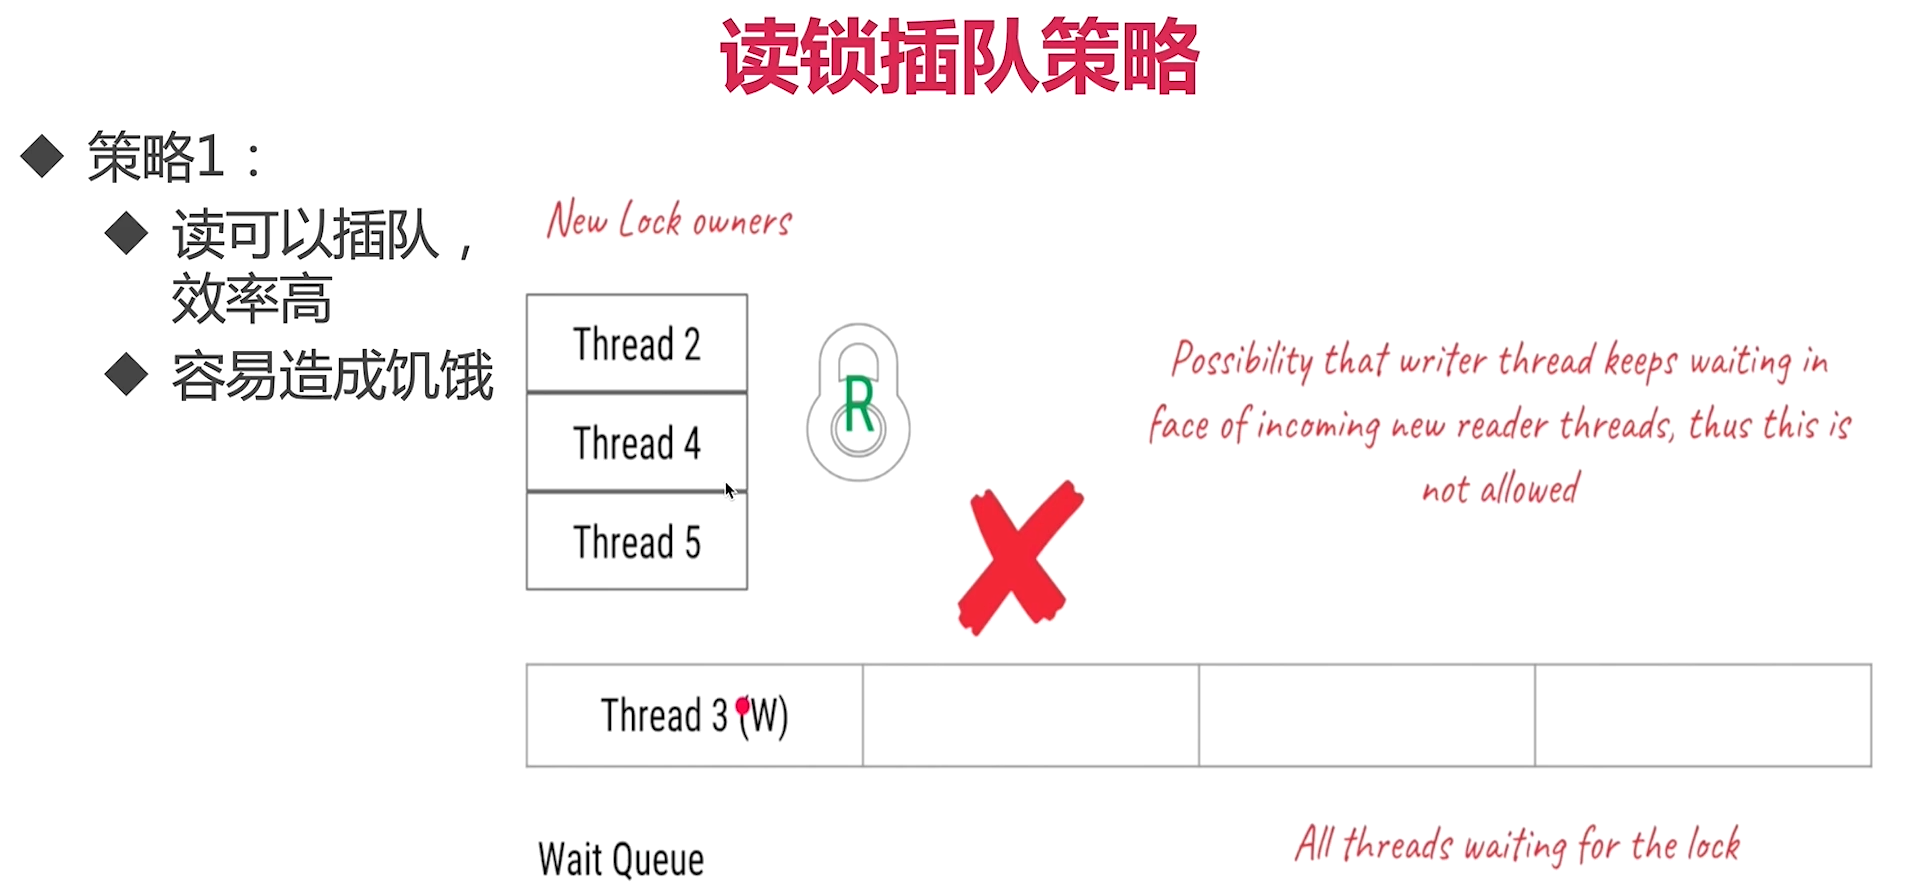 读锁插队策略
策略1：
读可以插队，
效率高
容易造成饥饿
New Lock owners
Thread 2
Thread 4
Thread 5
R
Possibility that writer thread keeps waiting in
face of incoming new reader threads, thus this is
not allowed
Thread 3 (W)
Wait Queue
All threads waiting for the lock